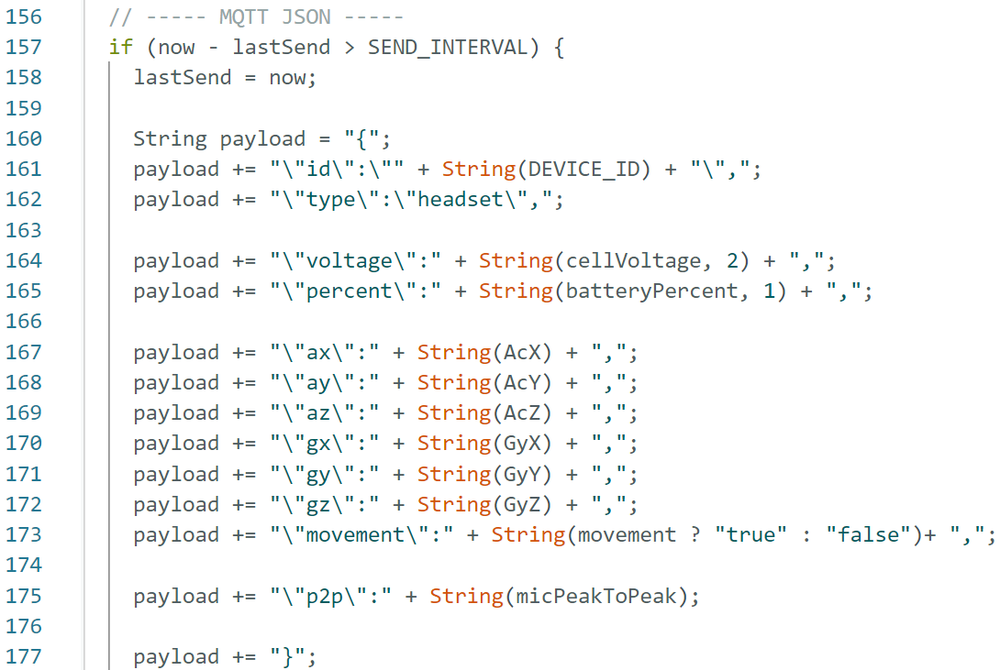 156 // ----- MQTT JSON -----
157 if (now - lastSend > SEND_INTERVAL) {
158 lastSend = now;
159
160 String payload = "{";
161 payload += "\"id\":\"" + String(DEVICE_ID) + "\",";
162 payload += "\"type\":\"headset\",";
163
164 payload += "\"voltage\":" + String(cellVoltage, 2) + ",";
165 payload += "\"percent\":" + String(batteryPercent, 1) + ",";
166
167 payload += "\"ax\":" + String(AcX) + ",";
168 payload += "\"ay\":" + String(AcY) + ",";
169 payload += "\"az\":" + String(AcZ) + ",";
170 payload += "\"gx\":" + String(GyX) + ",";
171 payload += "\"gy\":" + String(GyY) + ",";
172 payload += "\"gz\":" + String(GyZ) + ",";
173 payload += "\"movement\":" + String(movement ? "true" : "false")+ ",";
174
175 payload += "\"p2p\":" + String(micPeakToPeak);
176
177 payload += "}";